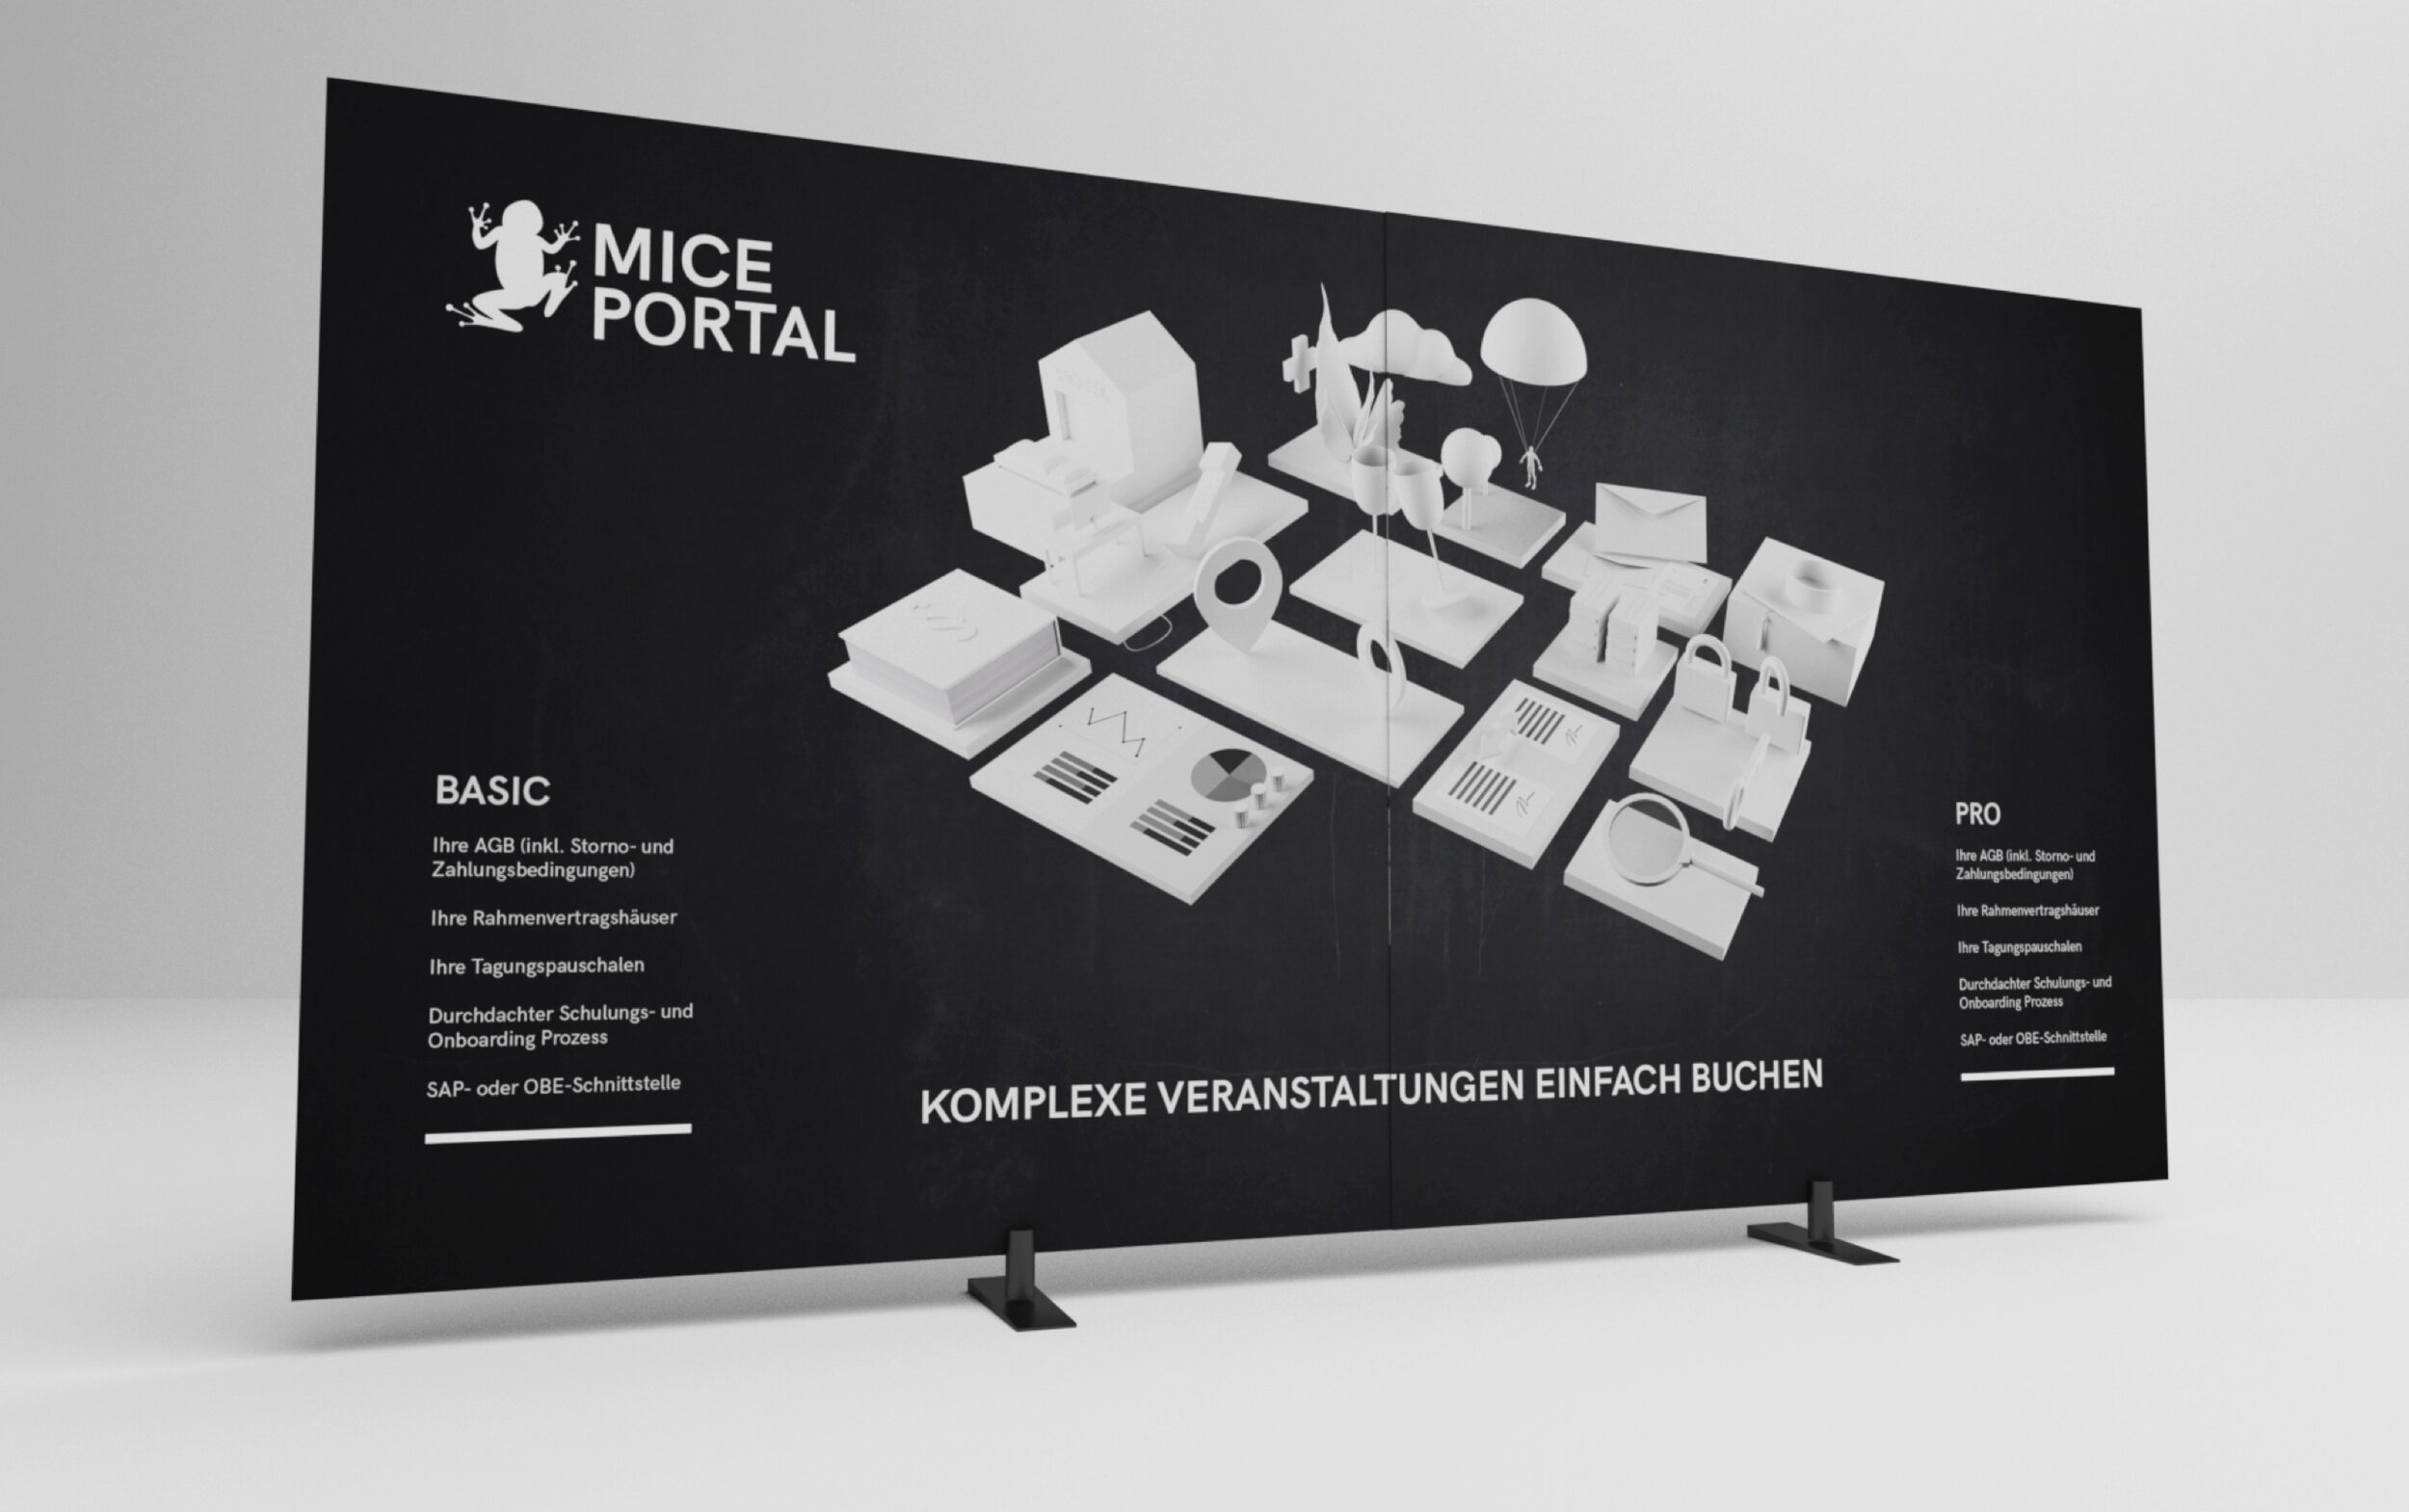 MICE
PORTAL
BASIC
Ihre AGB (inkl. Storno- und
Zahlungsbedingungen)
Ihre Rahmenvertragshäuser
Ihre Tagungspauschalen
Durchdachter Schulungs- und
Onboarding Prozess
SAP- oder OBE-Schnittstelle
KOMPLEXE VERANSTALTUNGEN EINFACH BUCHEN
PRO
Ihre AGB (inkl. Storno- und
Zahlungsbedingungen)
Ihre Rahmenvertragshäuser
Ihre Tagungspauschalen
Durchdachter Schulungs- und
Onboarding Prozess
SAP- oder OBE-Schnittstelle